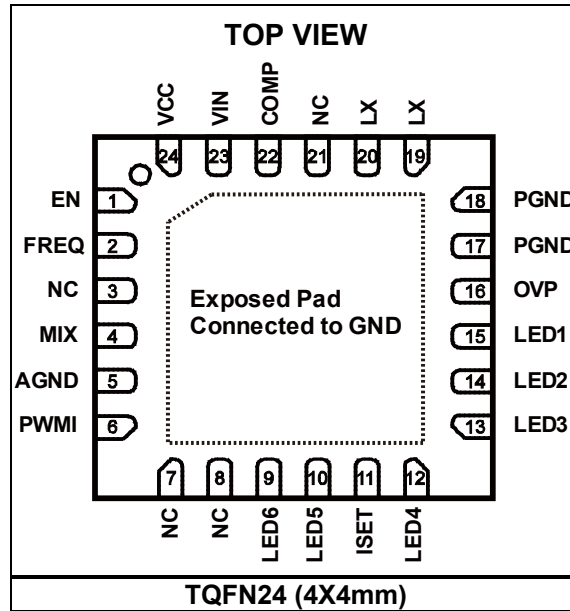 TOP VIEW
VCC
VIN
COMP
NC
LX
LX
24
23
22
21
20
19
EN 1
FREQ 2
NC 3
MIX 4
AGND 5
PWMI 6
18 PGND
17 PGND
16 OVP
15 LED1
14 LED2
13 LED3
Exposed Pad
Connected to GND
7
8
9
10
11
12
NC
NC
LED6
LED5
ISET
LED4
TQFN24 (4X4mm)